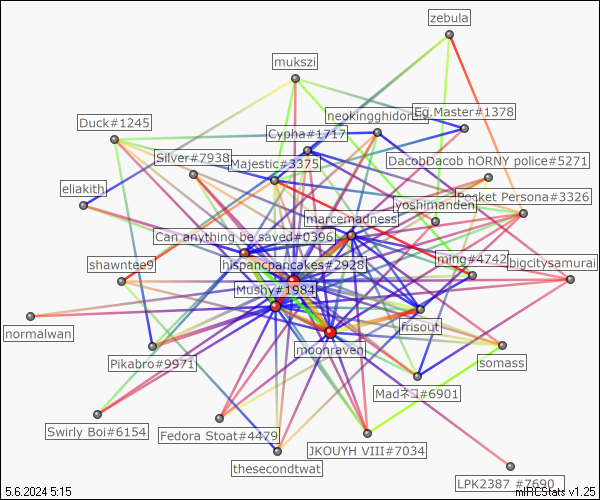 zebula
mukszi
Eg.Master#1378
neokingghidorah
Duck#1245
Cypha#1717
Silver#7938
Majestic#3375
DacobDacob hORNY police#5271
eliakith
Pocket Persona#3326
yoshimanden
marcemadness
Can anything be saved#0396
ming#4742
bigcitysamurai
shawntee9
hispancpancakes#2928
Mushy#1984
normalwan
frisout
moonraven
Pikabro#9971
somass
Madネコ#6901
Swirly Boi#6154
Fedora Stoat#4479
JKOUYH VIII#7034
thesecondtwat
LPK2387 #7690
5.6.2024 5:15
mIRCStats v1.25